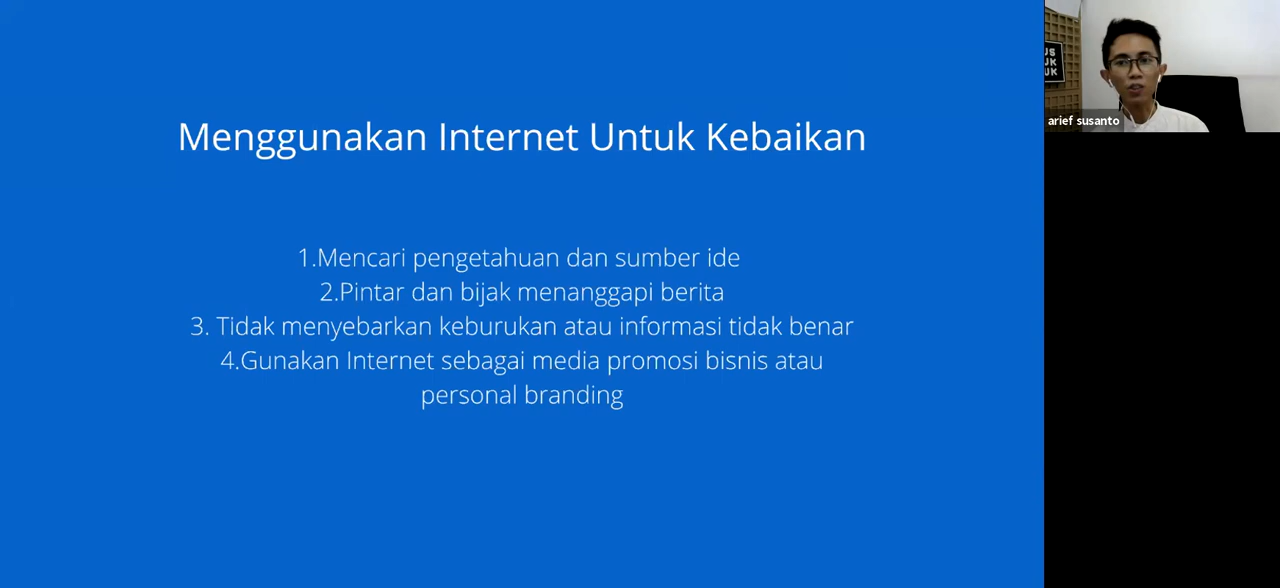 Menggunakan Internet Untuk Kebaikan
1.Mencari pengetahuan dan sumber ide
2.Pintar dan bijak menanggapi berita
3. Tidak menyebarkan keburukan atau informasi tidak benar
4.Gunakan Internet sebagai media promosi bisnis atau
personal branding
arief susanto